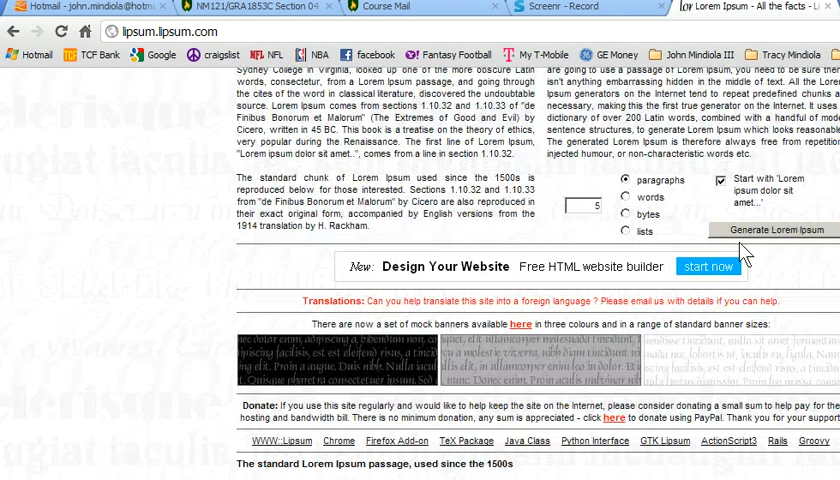 Hotmail - john.mindiola@hotma
NM121/GRA1853C Section 04
Course Mail
Screenr - Record
Lorem Ipsum - All the facts - L
lipsum.lipsum.com
Hotmail TCF Bank Google craigslist NFL NBA facebook Fantasy Football My T-Mobile GE Money John Mindiola III Tracy Mindiola
Sydney College in Virginia, looked up one of the more obscure Latin
words, consectetur, from a Lorem Ipsum passage, and going through
the cites of the word in classical literature, discovered the undoubtable
source. Lorem Ipsum comes from sections 1.10.32 and 1.10.33 of "de
Finibus Bonorum et Malorum" (The Extremes of Good and Evil) by
Cicero, written in 45 BC. This book is a treatise on the theory of ethics,
very popular during the Renaissance. The first line of Lorem Ipsum,
"Lorem ipsum dolor sit amet..", comes from a line in section 1.10.32.
The standard chunk of Lorem Ipsum used since the 1500s is
reproduced below for those interested. Sections 1.10.32 and 1.10.33
from "de Finibus Bonorum et Malorum" by Cicero are also reproduced in
their exact original form, accompanied by English versions from the
1914 translation by H. Rackham.
are going to use a passage of Lorem Ipsum, you need to be sure ther
isn't anything embarrassing hidden in the middle of text. All the Lore
Ipsum generators on the Internet tend to repeat predefined chunks a
necessary, making this the first true generator on the Internet. It uses
dictionary of over 200 Latin words, combined with a handful of mode
sentence structures, to generate Lorem Ipsum which looks reasonable
The generated Lorem Ipsum is therefore always free from repetition
injected humour, or non-characteristic words etc.
5
paragraphs
words
bytes
lists
Start with 'Lorem
ipsum dolor sit
amet...'
Generate Lorem Ipsum
New: Design Your Website Free HTML website builder start now
Translations: Can you help translate this site into a foreign language ? Please email us with details if you can help.
There are now a set of mock banners available here in three colours and in a range of standard banner sizes:
Donate: If you use this site regularly and would like to help keep the site on the Internet, please consider donating a small sum to help pay for the
hosting and bandwidth bill. There is no minimum donation, any sum is appreciated - click here to donate using PayPal. Thank you for your support
WWW::Lipsum Chrome Firefox Add-on TeX Package Java Class Python Interface GTK Lipsum ActionScript3 Rails Groovy
The standard Lorem Ipsum passage, used since the 1500s